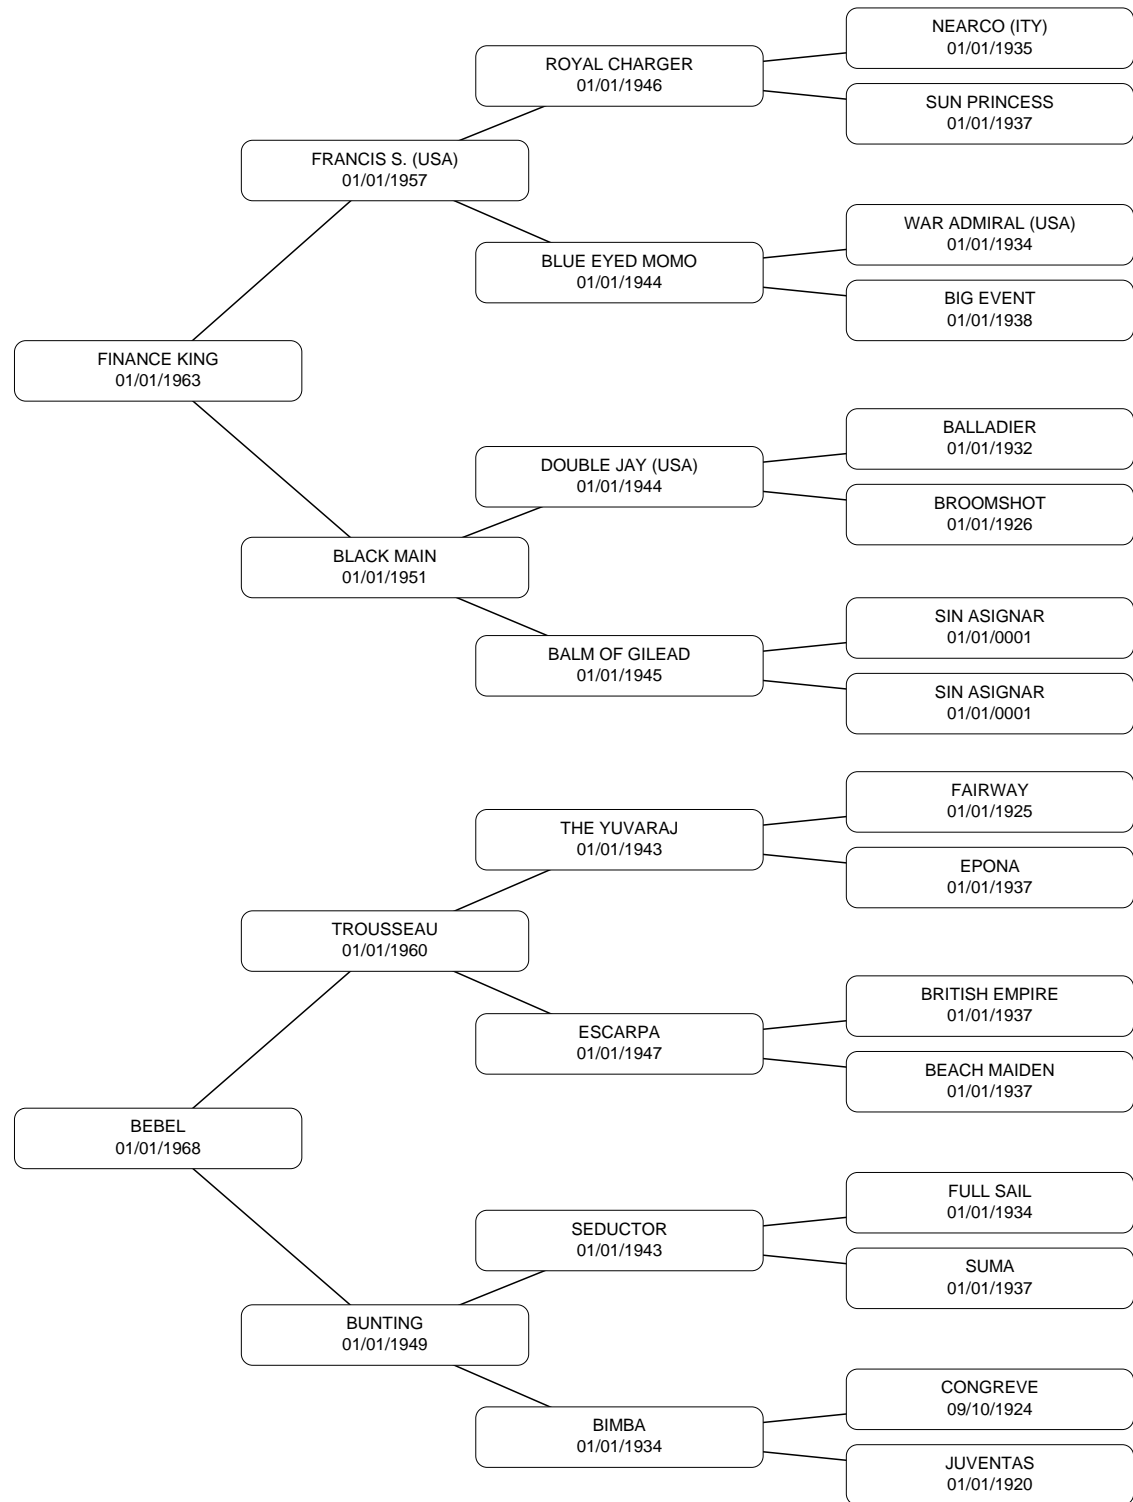 NEARCO (ITY)
01/01/1935
ROYAL CHARGER
01/01/1946
SUN PRINCESS
01/01/1937
FRANCIS S. (USA)
01/01/1957
WAR ADMIRAL (USA)
01/01/1934
BLUE EYED MOMO
01/01/1944
BIG EVENT
01/01/1938
FINANCE KING
01/01/1963
BALLADIER
01/01/1932
DOUBLE JAY (USA)
01/01/1944
BROOMSHOT
01/01/1926
BLACK MAIN
01/01/1951
SIN ASIGNAR
01/01/0001
BALM OF GILEAD
01/01/1945
SIN ASIGNAR
01/01/0001
FAIRWAY
01/01/1925
THE YUVARAJ
01/01/1943
EPONA
01/01/1937
TROUSSEAU
01/01/1960
BRITISH EMPIRE
01/01/1937
ESCARPA
01/01/1947
BEACH MAIDEN
01/01/1937
BEBEL
01/01/1968
FULL SAIL
01/01/1934
SEDUCTOR
01/01/1943
SUMA
01/01/1937
BUNTING
01/01/1949
CONGREVE
09/10/1924
BIMBA
01/01/1934
JUVENTAS
01/01/1920